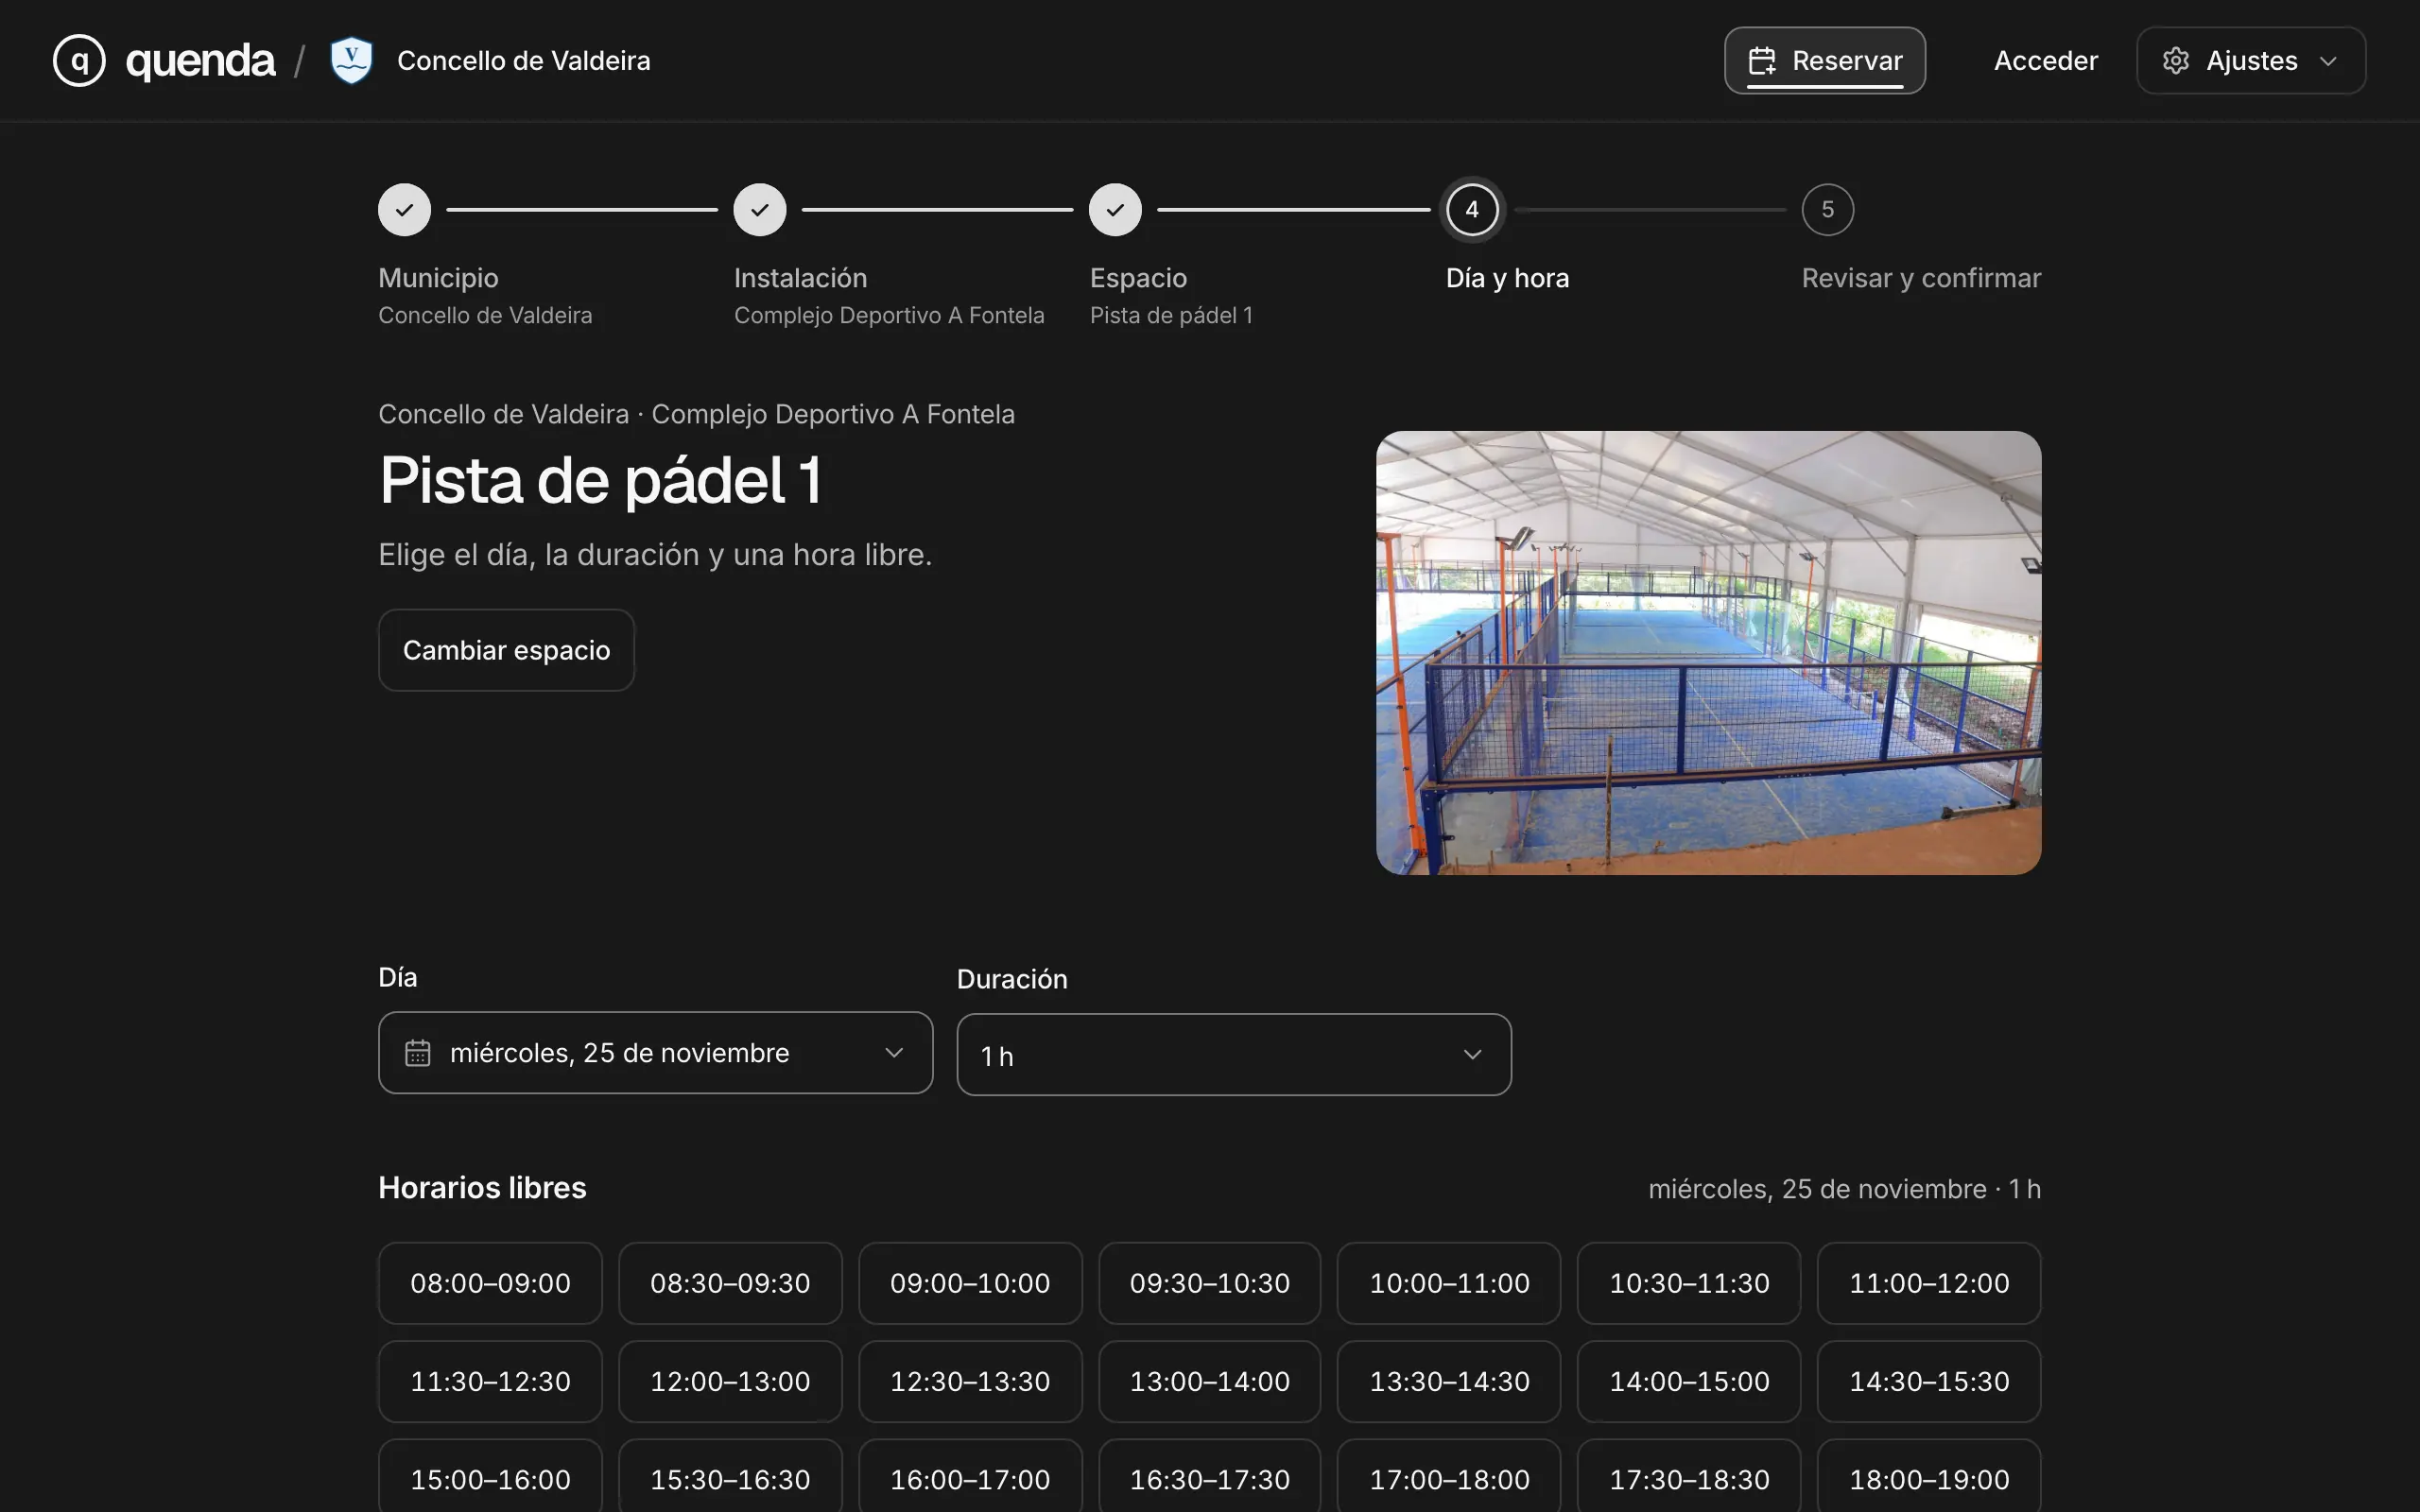 q quenda / V Concello de Valdeira Reservar Acceder Ajustes
4 5
Municipio Instalación Espacio Día y hora Revisar y confirmar
Concello de Valdeira Complejo Deportivo A Fontela Pista de pádel 1
Concello de Valdeira · Complejo Deportivo A Fontela
Pista de pádel 1
Elige el día, la duración y una hora libre.
Cambiar espacio
Día Duración
miércoles, 25 de noviembre 1 h
Horarios libres miércoles, 25 de noviembre · 1 h
08:00–09:00 08:30–09:30 09:00–10:00 09:30–10:30 10:00–11:00 10:30–11:30 11:00–12:00
11:30–12:30 12:00–13:00 12:30–13:30 13:00–14:00 13:30–14:30 14:00–15:00 14:30–15:30
15:00–16:00 15:30–16:30 16:00–17:00 16:30–17:30 17:00–18:00 17:30–18:30 18:00–19:00